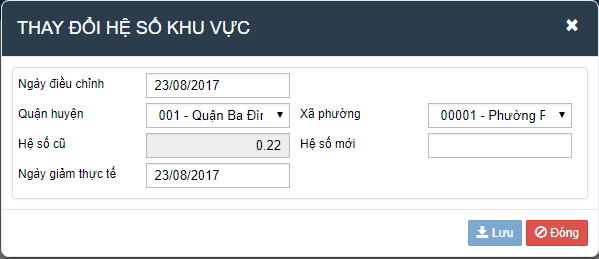 THAY ĐỔI HỆ SỐ KHU VỰC
Ngày điều chỉnh 23/08/2017
Quận huyện 001 - Quận Ba Đìn Xã phường 00001 - Phường P
Hệ số cũ 0.22 Hệ số mới
Ngày giảm thực tế 23/08/2017
Lưu Đóng